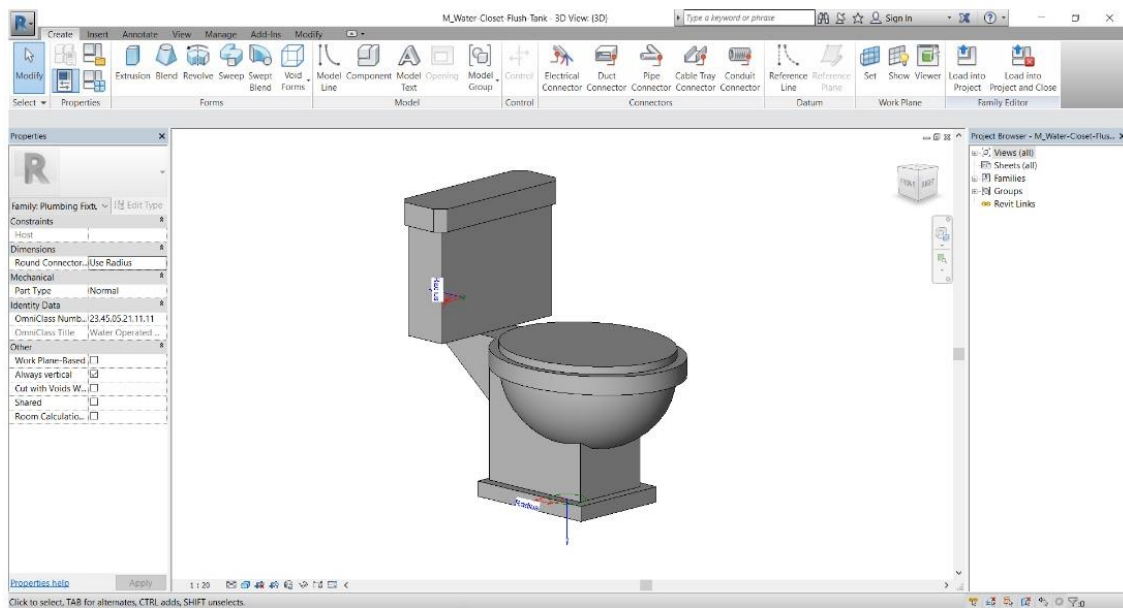 M_Water-Closet-Flush-Tank - 3D View: {3D}
Type a keyword or phrase
Sign In
Create Insert Annotate View Manage Add-Ins Modify
Modify
Extrusion Blend Revolve Sweep Swept Blend Void Forms
Model Line Component Model Text Opening Model Group
Control
Electrical Connector Duct Connector Pipe Connector Cable Tray Connector Conduit Connector
Reference Line Reference Plane
Set Show Viewer
Load into Project Load into Project and Close
Select Properties Forms Model Control Connectors Datum Work Plane Family Editor
Properties
R
Family: Plumbing Fixtu
Edit Type
Constraints
Host
Dimensions
Round Connector... Use Radius
Mechanical
Part Type Normal
Identity Data
OmniClass Numb... 23.45.05.21.11.11
OmniClass Title Water Operated ...
Other
Work Plane-Based
Always vertical
Cut with Voids W...
Shared
Room Calculatio...
Properties help
Apply
FRONT RIGHT
Radius
1 : 20
Project Browser - M_Water-Closet-Flus...
Views (all)
Sheets (all)
Families
Groups
Revit Links
Click to select, TAB for alternates, CTRL adds, SHIFT unselects.
:0